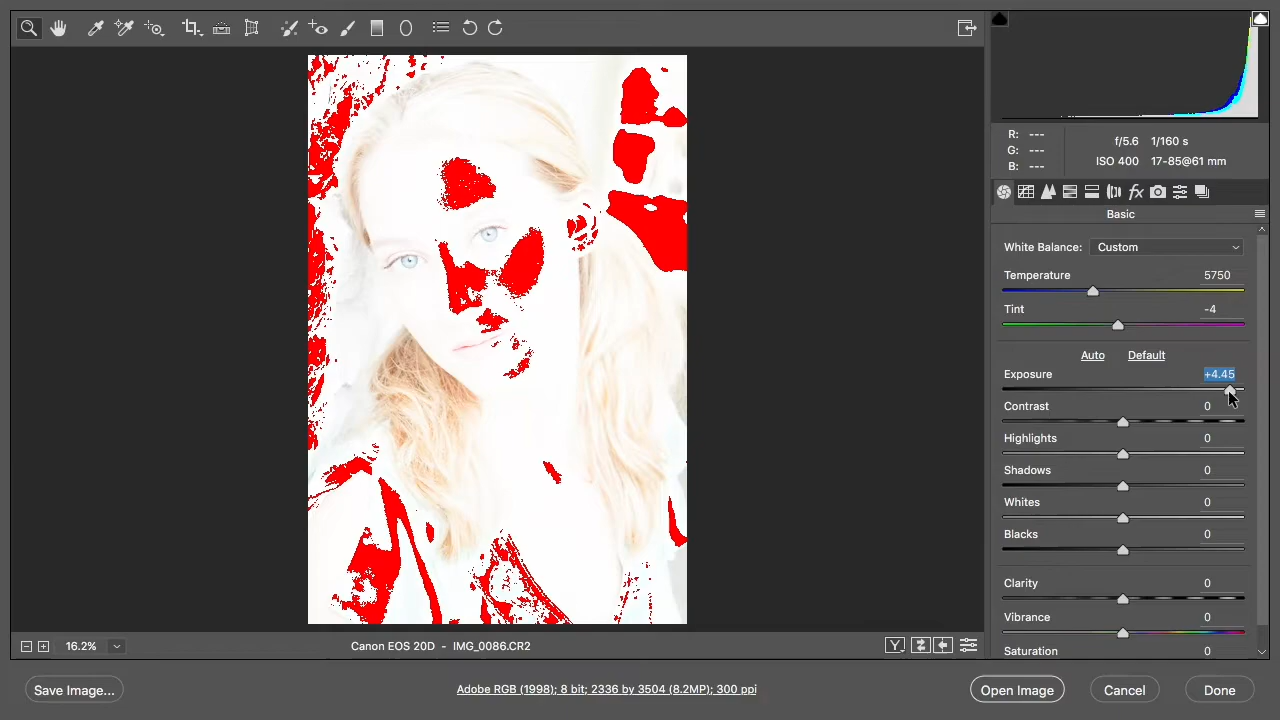 R: ---
G: ---
B: ---
f/5.6 1/160 s
ISO 400 17-85@61 mm
fx
Basic
White Balance: Custom
Temperature 5750
Tint -4
Auto Default
Exposure +4.45
Contrast 0
Highlights 0
Shadows 0
Whites 0
Blacks 0
Clarity 0
Vibrance 0
Saturation 0
16.2% Canon EOS 20D - IMG_0086.CR2 Y
Save Image... Adobe RGB (1998); 8 bit; 2336 by 3504 (8.2MP); 300 ppi Open Image Cancel Done